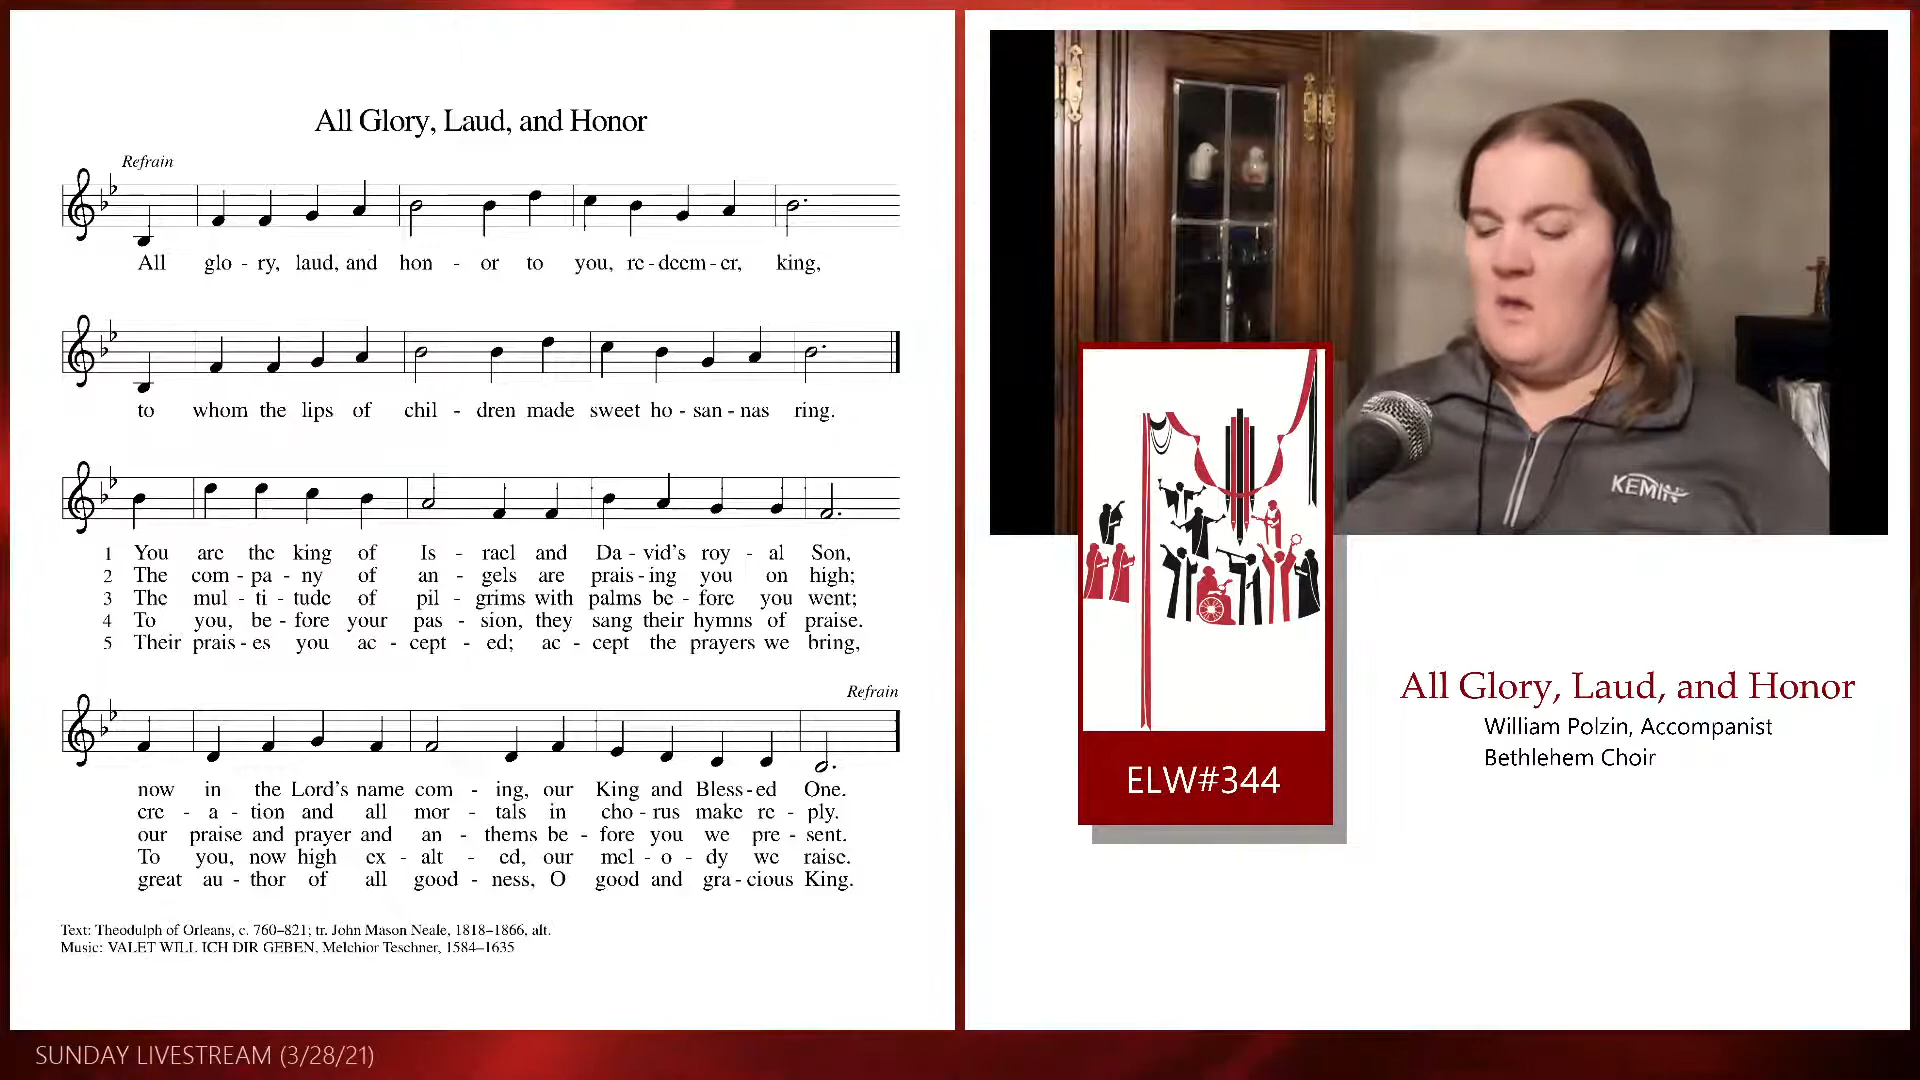 All Glory, Laud, and Honor
Refrain
All glo - ry, laud, and hon - or to you, re - deem - er, king,
to whom the lips of chil - dren made sweet ho - san - nas ring.
1 You are the king of Is - rael and Da - vid's roy - al Son,
2 The com - pa - ny of an - gels are prais - ing you on high;
3 The mul - ti - tude of pil - grims with palms be - fore you went;
4 To you, be - fore your pas - sion, they sang their hymns of praise.
5 Their prais - es you ac - cept - ed; ac - cept the prayers we bring,
Refrain
now in the Lord's name com - ing, our King and Bless - ed One.
cre - a - tion and all mor - tals in cho - rus make re - ply.
our praise and prayer and an - thems be - fore you we pre - sent.
To you, now high ex - alt - ed, our mel - o - dy we raise.
great au - thor of all good - ness, O good and gra - cious King.
Text: Theodulph of Orleans, c. 760–821; tr. John Mason Neale, 1818–1866, alt.
Music: VALET WILL ICH DIR GEBEN, Melchior Teschner, 1584–1635
KEMIN
ELW#344
All Glory, Laud, and Honor
William Polzin, Accompanist
Bethlehem Choir
SUNDAY LIVESTREAM (3/28/21)